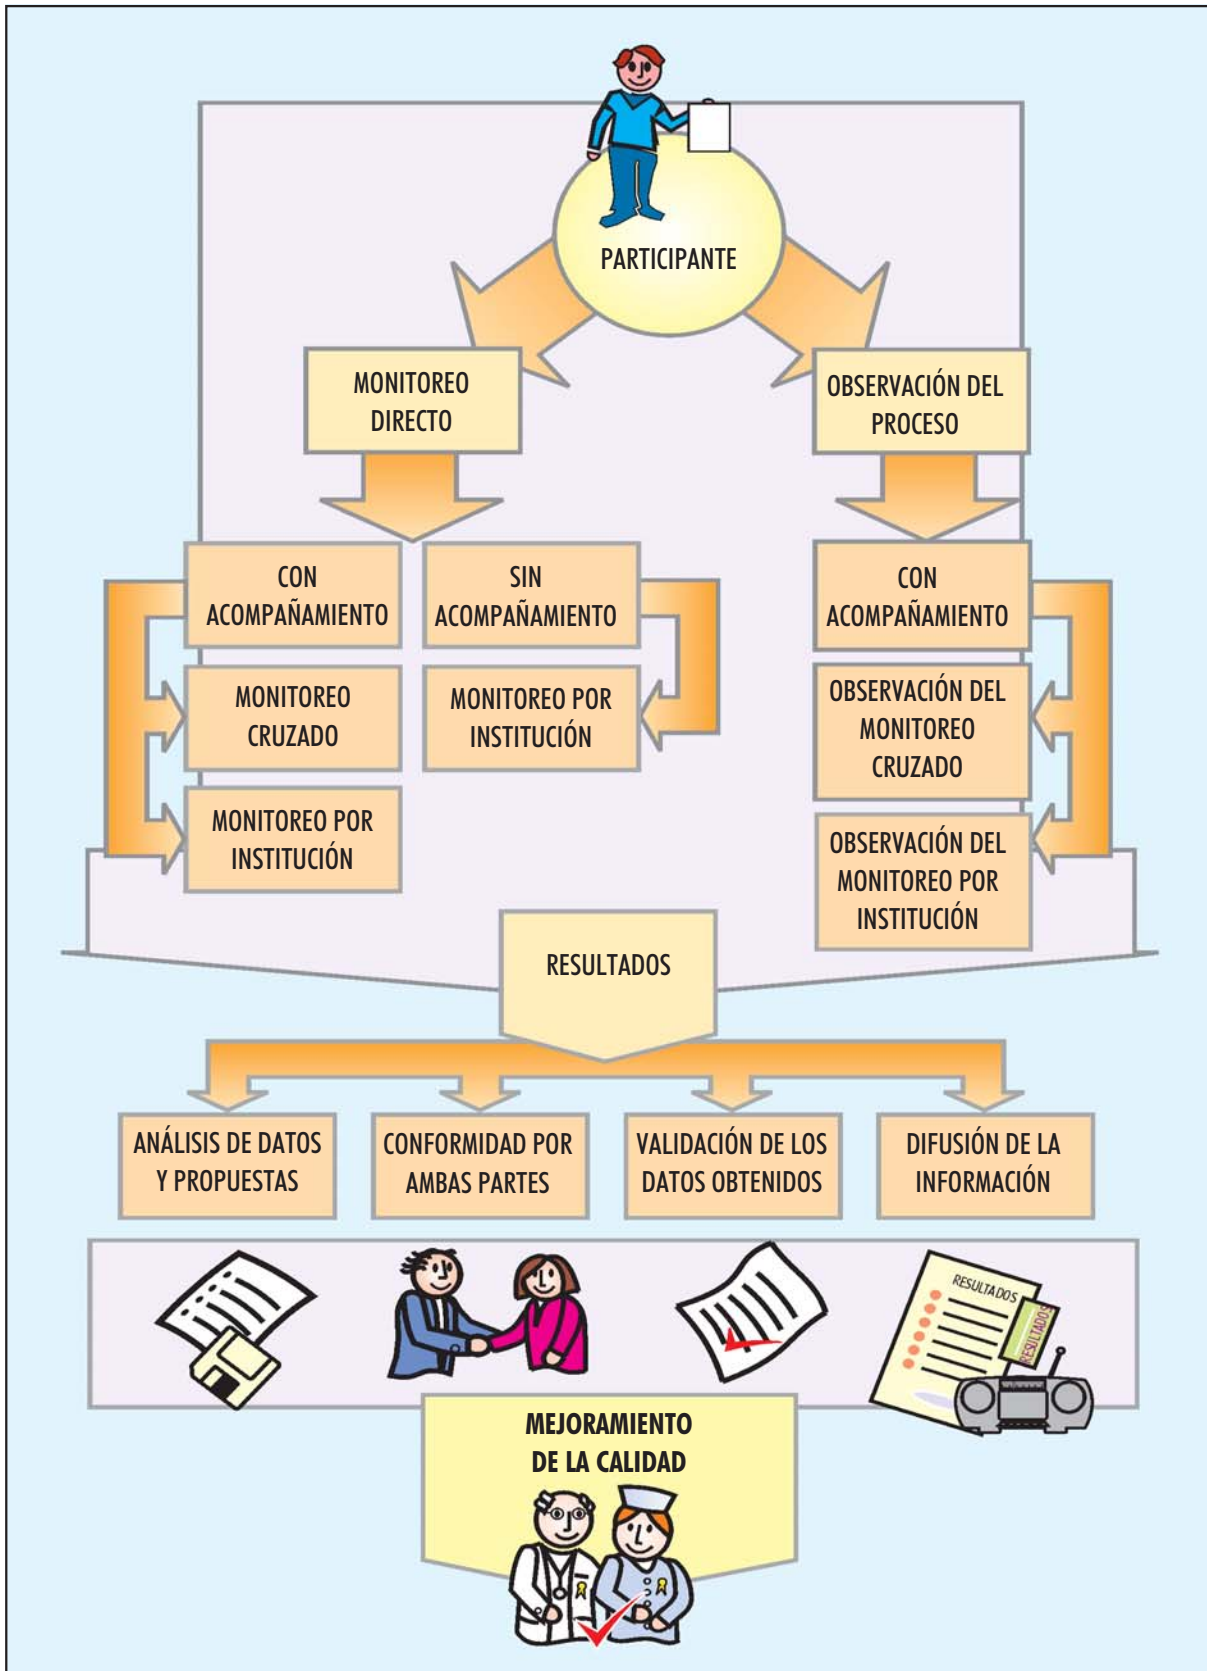 PARTICIPANTE
MONITOREO
DIRECTO
OBSERVACIÓN DEL
PROCESO
CON
ACOMPAÑAMIENTO
SIN
ACOMPAÑAMIENTO
CON
ACOMPAÑAMIENTO
MONITOREO
CRUZADO
MONITOREO POR
INSTITUCIÓN
OBSERVACIÓN DEL
MONITOREO
CRUZADO
MONITOREO POR
INSTITUCIÓN
OBSERVACIÓN DEL
MONITOREO POR
INSTITUCIÓN
RESULTADOS
ANÁLISIS DE DATOS
Y PROPUESTAS
CONFORMIDAD POR
AMBAS PARTES
VALIDACIÓN DE LOS
DATOS OBTENIDOS
DIFUSIÓN DE LA
INFORMACIÓN
RESULTADOS
RESULTADOS
MEJORAMIENTO
DE LA CALIDAD